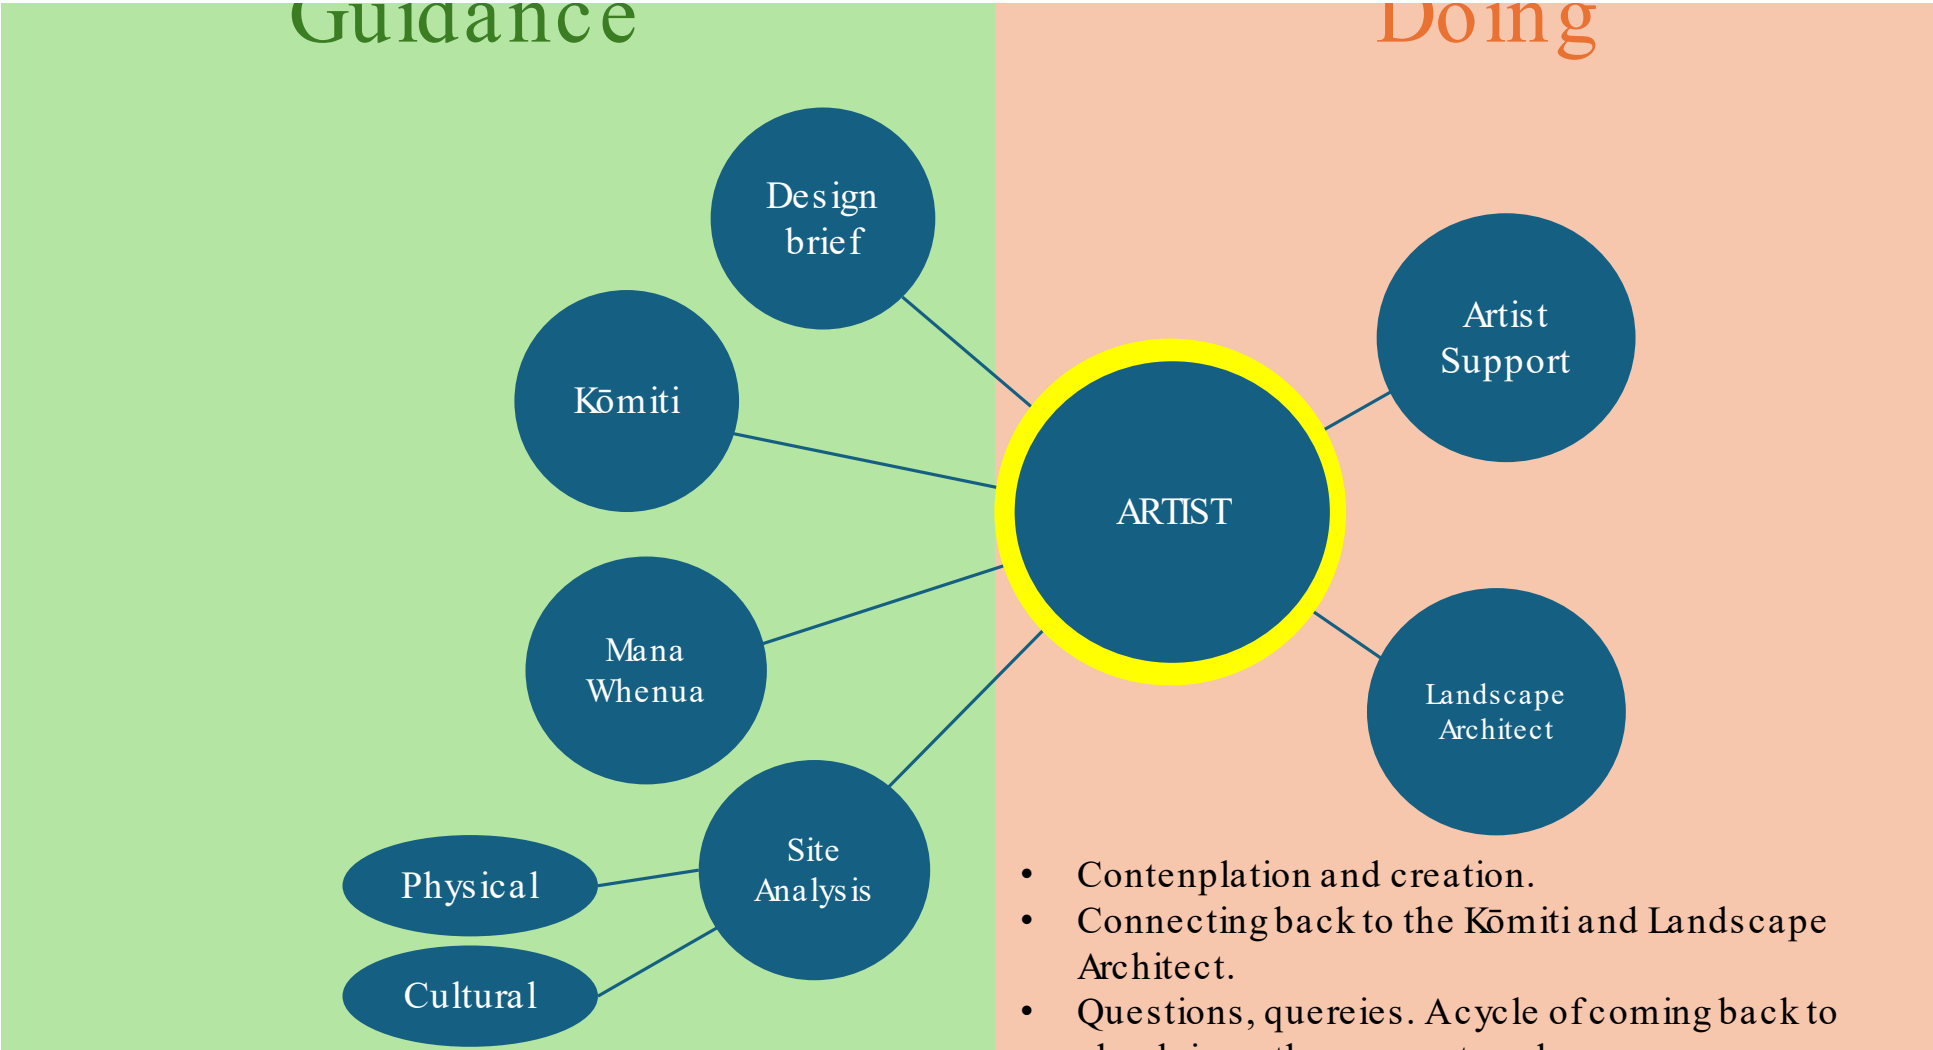 Guidance
Doing
Design
brief
Kōmiti
Mana
Whenua
Site
Analysis
Physical
Cultural
ARTIST
Artist
Support
Landscape
Architect
• Contenplation and creation.
• Connecting back to the Kōmiti and Landscape
Architect.
• Questions, quereies. A cycle of coming back to